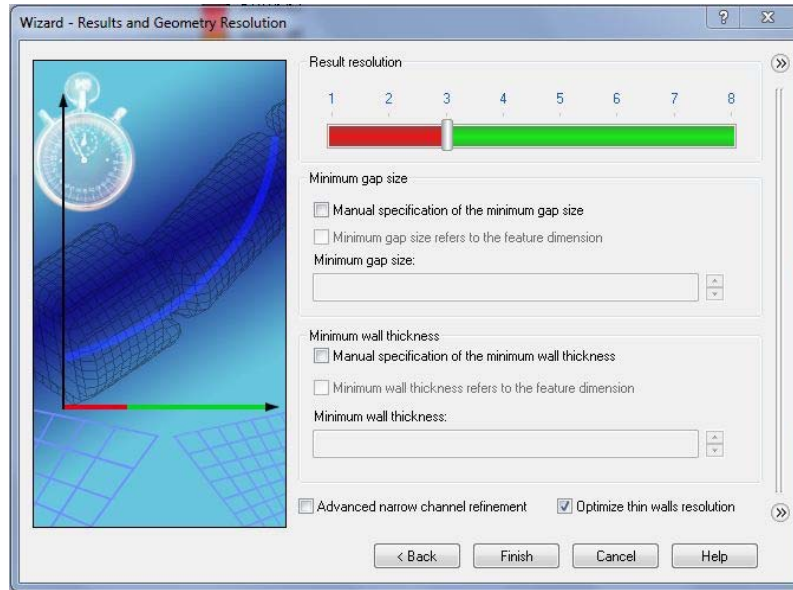 Wizard - Results and Geometry Resolution
Result resolution
1 2 3 4 5 6 7 8
Minimum gap size
Manual specification of the minimum gap size
Minimum gap size refers to the feature dimension
Minimum gap size:
Minimum wall thickness
Manual specification of the minimum wall thickness
Minimum wall thickness refers to the feature dimension
Minimum wall thickness:
Advanced narrow channel refinement Optimize thin walls resolution
< Back Finish Cancel Help